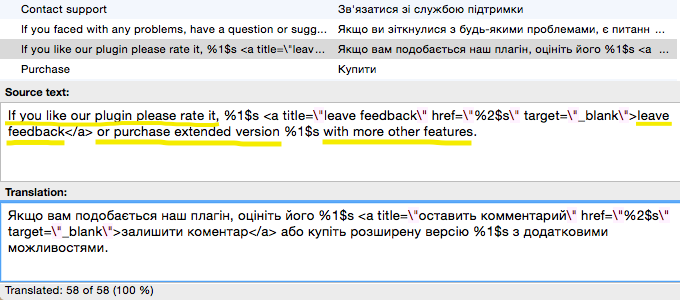 Contact support Зв'язатися зі службою підтримки
If you faced with any problems, have a question or sugg... Якщо ви зіткнулися з будь-якими проблемами, є питанн ...
If you like our plugin please rate it, %1$s <a title=\"leav... Якщо вам подобається наш плагін, оцініть його %1$s <a ...
Purchase Купити
Source text:
If you like our plugin please rate it, %1$s <a title=\"leave feedback\" href=\"%2$s\" target=\"_blank\">leave
feedback</a> or purchase extended version %1$s with more other features.
Translation:
Якщо вам подобається наш плагін, оцініть його %1$s <a title=\"оставить комментарий\" href=\"%2$s\"
target=\"_blank\">залишити коментар</a> або купіть розширену версію %1$s з додатковими
можливостями.
Translated: 58 of 58 (100 %)